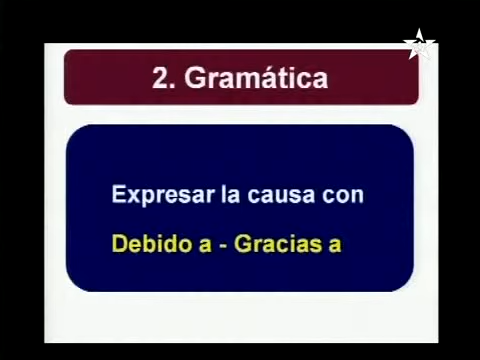 2. Gramática
Expresar la causa con
Debido a - Gracias a